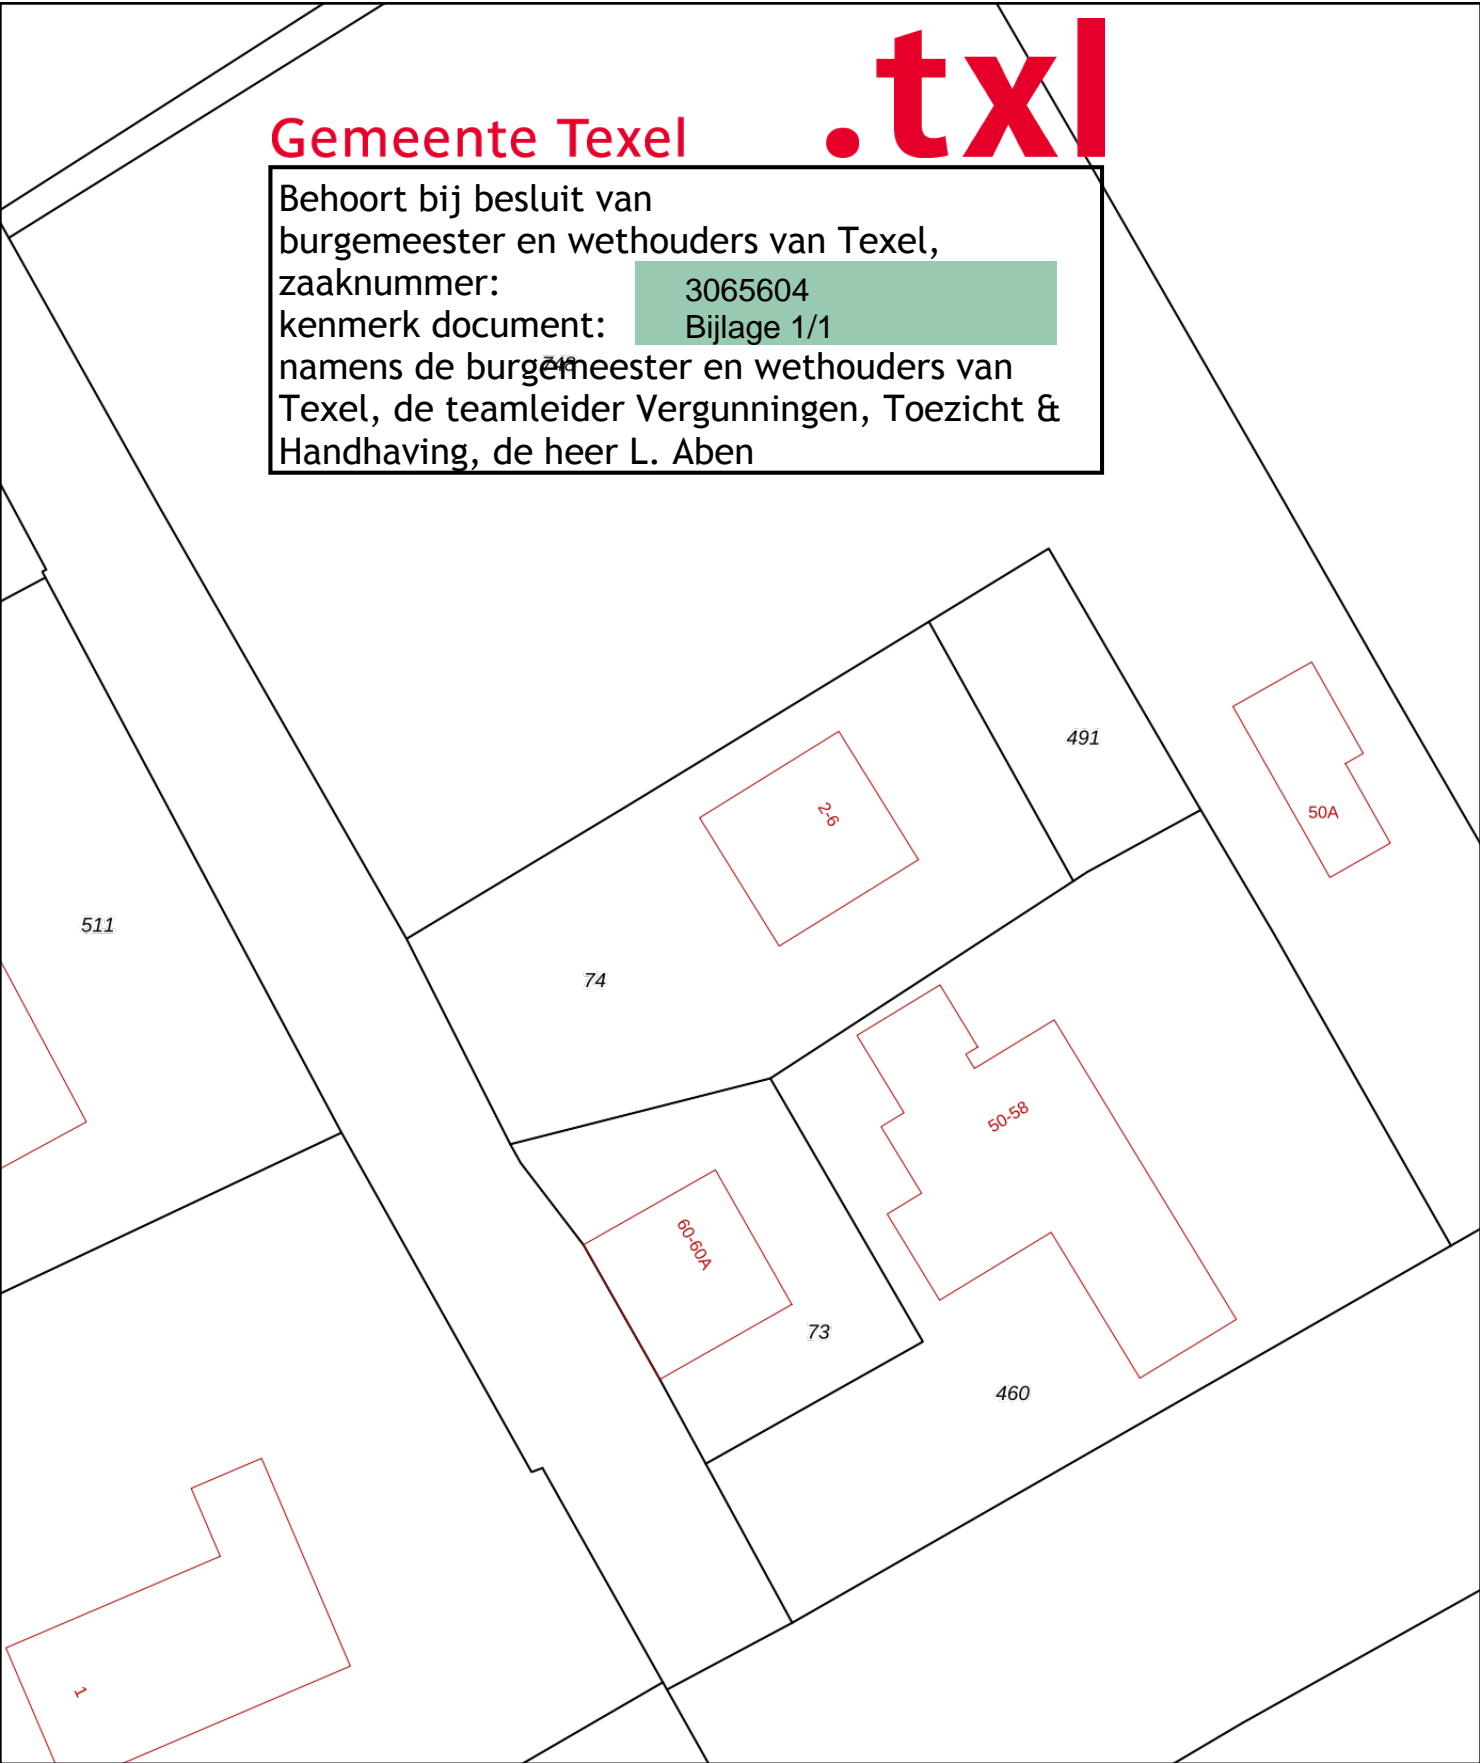 .txl
Gemeente Texel
Behoort bij besluit van
burgemeester en wethouders van Texel,
zaaknummer: 3065604
kenmerk document: Bijlage 1/1
namens de burgemeester en wethouders van
Texel, de teamleider Vergunningen, Toezicht &
Handhaving, de heer L. Aben
491
50A
2-6
511
74
50-58
60-60A
73
460
1